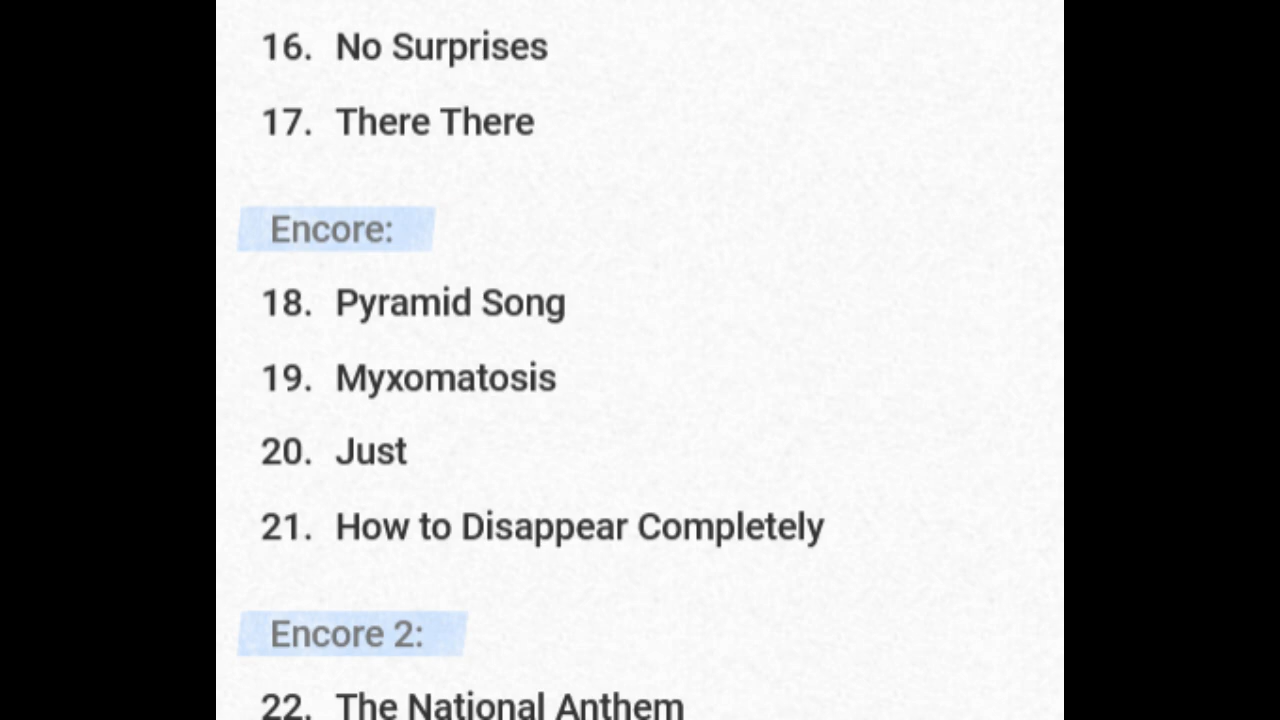 16. No Surprises
17. There There
Encore:
18. Pyramid Song
19. Myxomatosis
20. Just
21. How to Disappear Completely
Encore 2:
22. The National Anthem